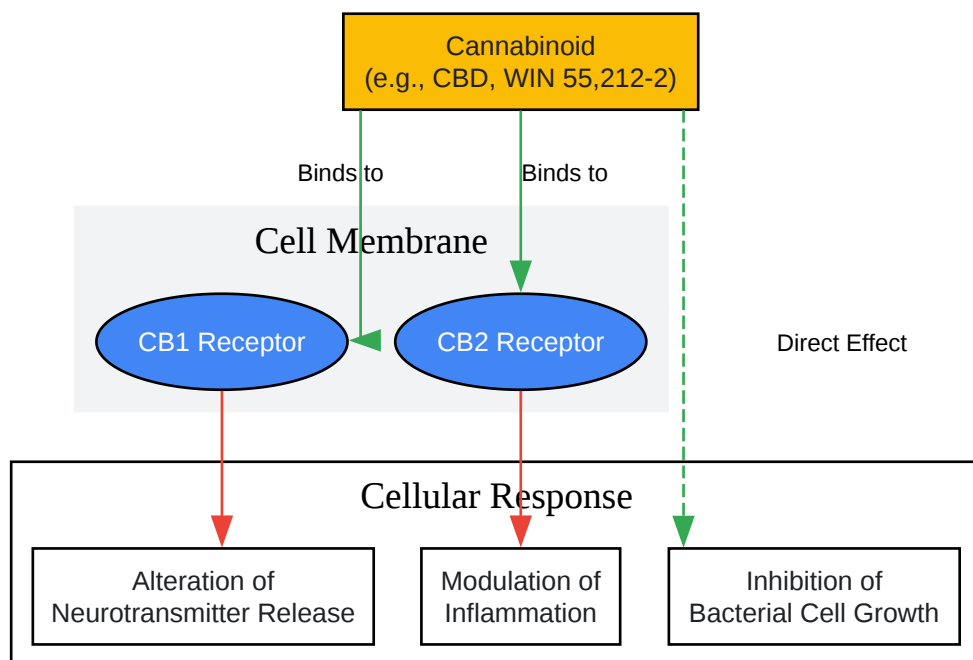 Cannabinoid
(e.g., CBD, WIN 55,212-2)
Binds to
Binds to
Cell Membrane
CB1 Receptor
CB2 Receptor
Direct Effect
Cellular Response
Alteration of
Neurotransmitter Release
Modulation of
Inflammation
Inhibition of
Bacterial Cell Growth